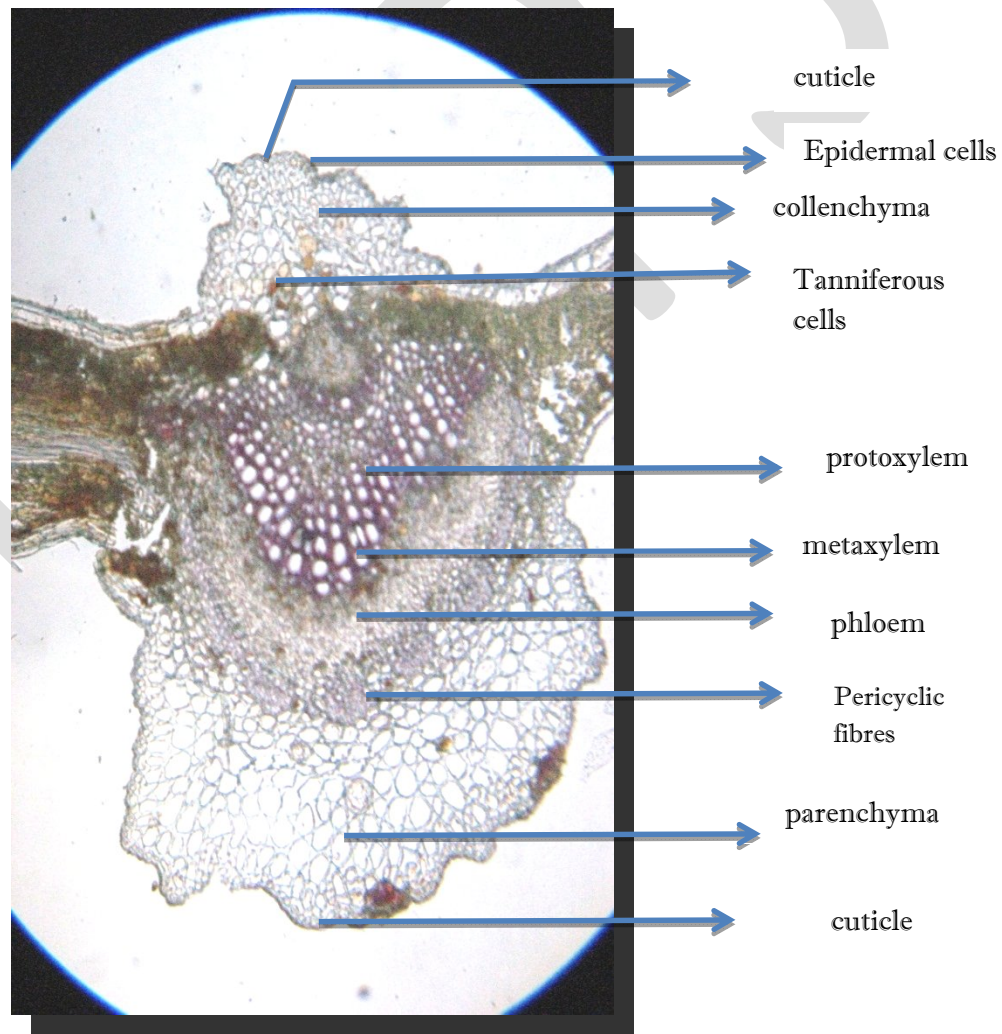 cuticle
Epidermal cells
collenchyma
Tanniferous
cells
protoxylem
metaxylem
phloem
Pericyclic
fibres
parenchyma
cuticle